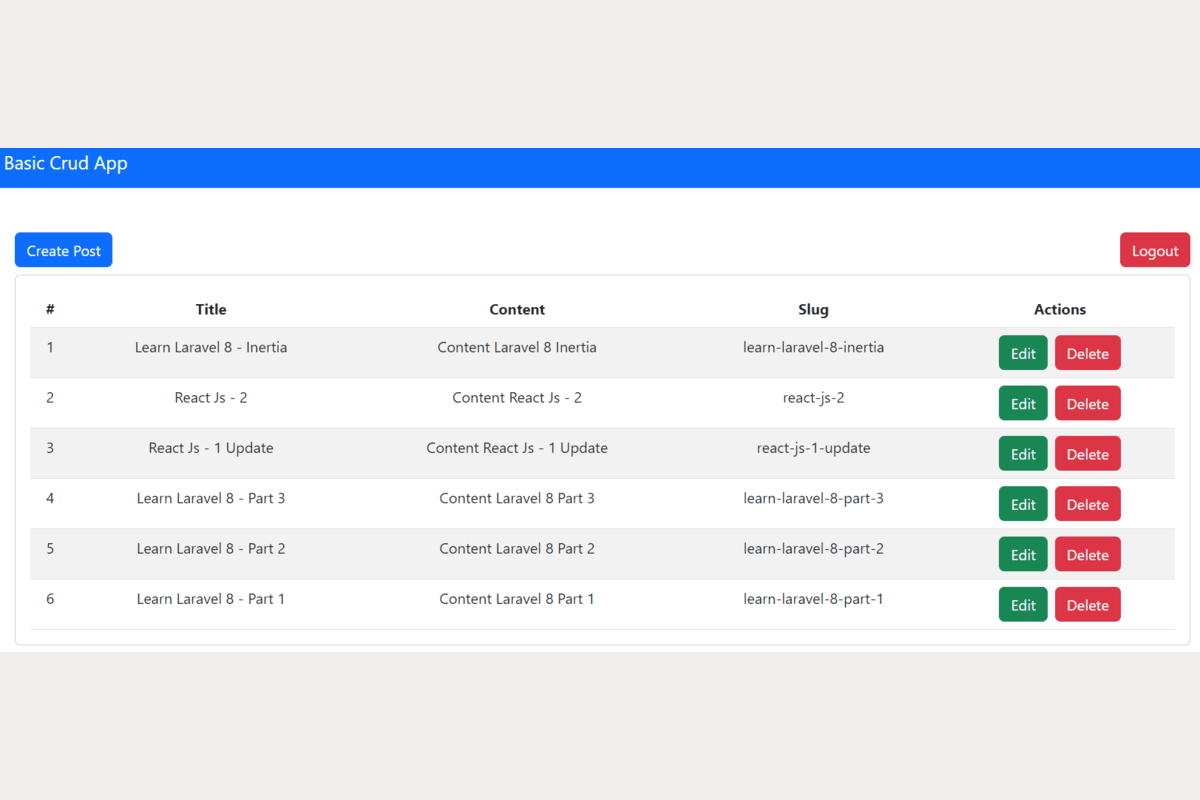 Basic Crud App
Create Post Logout
# Title Content Slug Actions
1 Learn Laravel 8 - Inertia Content Laravel 8 Inertia learn-laravel-8-inertia Edit Delete
2 React Js - 2 Content React Js - 2 react-js-2 Edit Delete
3 React Js - 1 Update Content React Js - 1 Update react-js-1-update Edit Delete
4 Learn Laravel 8 - Part 3 Content Laravel 8 Part 3 learn-laravel-8-part-3 Edit Delete
5 Learn Laravel 8 - Part 2 Content Laravel 8 Part 2 learn-laravel-8-part-2 Edit Delete
6 Learn Laravel 8 - Part 1 Content Laravel 8 Part 1 learn-laravel-8-part-1 Edit Delete